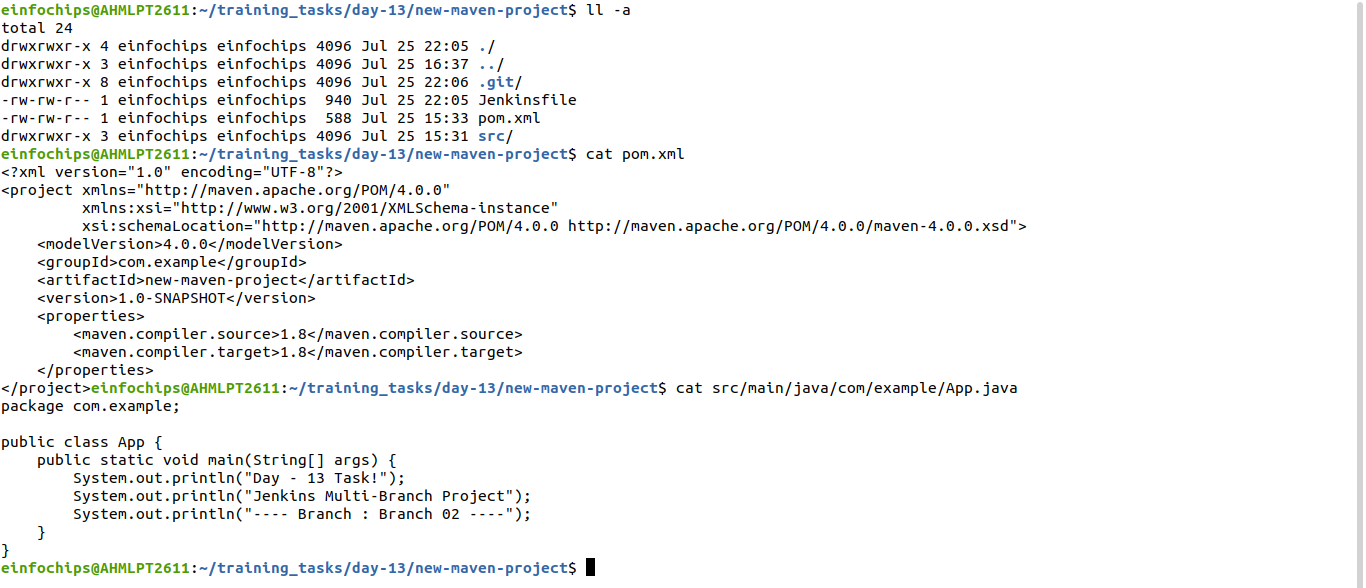 einfochips@AHMLPT2611:~/training_tasks/day-13/new-maven-project$ ll -a
total 24
drwxrwxr-x 4 einfochips einfochips 4096 Jul 25 22:05 ./
drwxrwxr-x 3 einfochips einfochips 4096 Jul 25 16:37 ../
drwxrwxr-x 8 einfochips einfochips 4096 Jul 25 22:06 .git/
-rw-rw-r-- 1 einfochips einfochips  940 Jul 25 22:05 Jenkinsfile
-rw-rw-r-- 1 einfochips einfochips  588 Jul 25 15:33 pom.xml
drwxrwxr-x 3 einfochips einfochips 4096 Jul 25 15:31 src/
einfochips@AHMLPT2611:~/training_tasks/day-13/new-maven-project$ cat pom.xml
<?xml version="1.0" encoding="UTF-8"?>
<project xmlns="http://maven.apache.org/POM/4.0.0"
         xmlns:xsi="http://www.w3.org/2001/XMLSchema-instance"
         xsi:schemaLocation="http://maven.apache.org/POM/4.0.0 http://maven.apache.org/POM/4.0.0/maven-4.0.0.xsd">
    <modelVersion>4.0.0</modelVersion>
    <groupId>com.example</groupId>
    <artifactId>new-maven-project</artifactId>
    <version>1.0-SNAPSHOT</version>
    <properties>
        <maven.compiler.source>1.8</maven.compiler.source>
        <maven.compiler.target>1.8</maven.compiler.target>
    </properties>
</project>einfochips@AHMLPT2611:~/training_tasks/day-13/new-maven-project$ cat src/main/java/com/example/App.java
package com.example;

public class App {
    public static void main(String[] args) {
        System.out.println("Day - 13 Task!");
        System.out.println("Jenkins Multi-Branch Project");
        System.out.println("---- Branch : Branch 02 ----");
    }
}
einfochips@AHMLPT2611:~/training_tasks/day-13/new-maven-project$